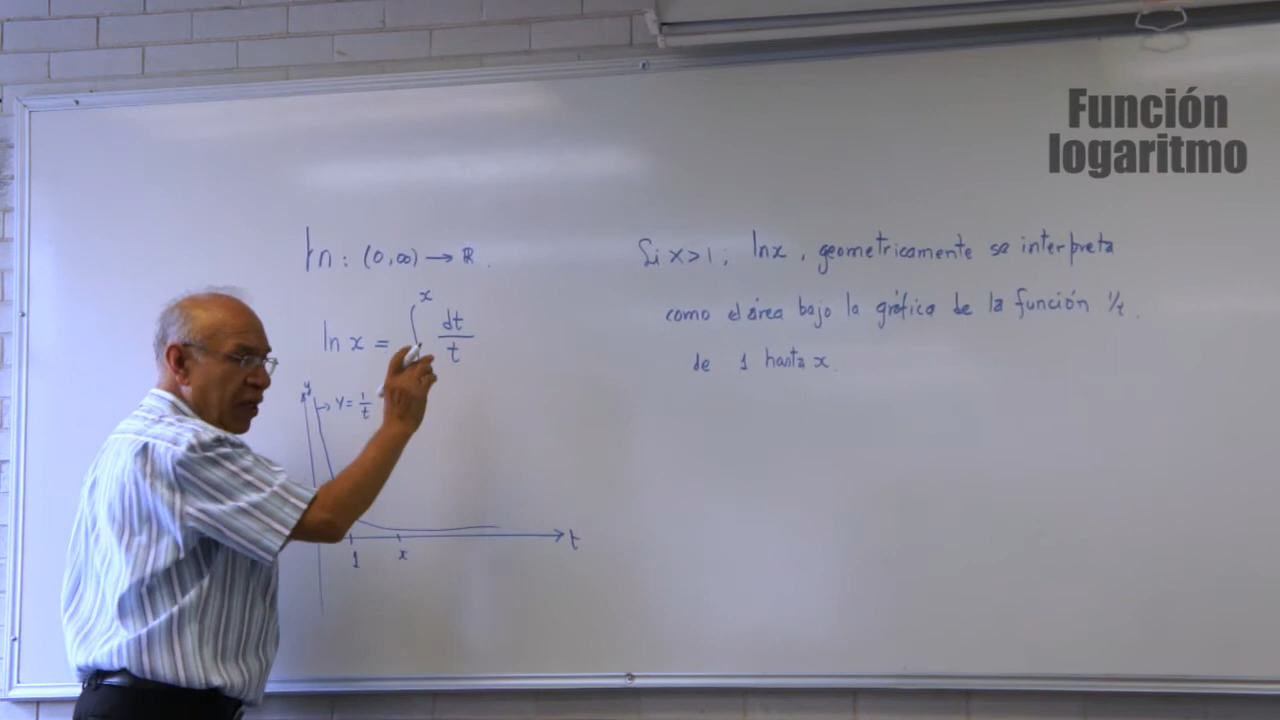 Función
logaritmo
ln : (0,∞) → ℝ.
ln x = ∫ˣ dt/t
y
→ Y = 1/t
1 x t
Si x>1; lnx, geometricamente se interpreta
como el área bajo la gráfica de la función 1/t.
de 1 hasta x.